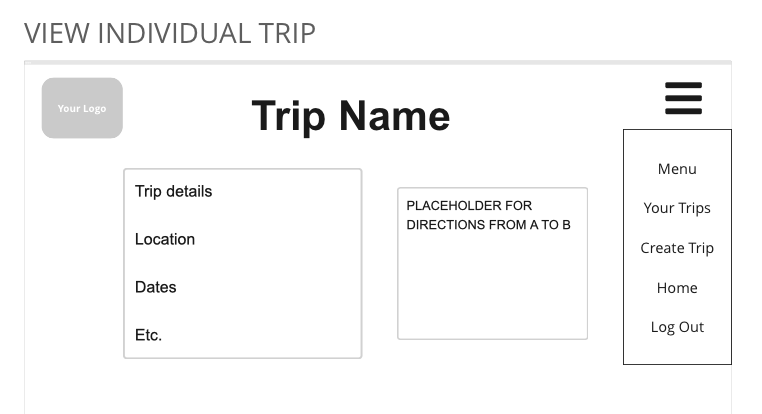 VIEW INDIVIDUAL TRIP
Your Logo
Trip Name
Trip details
Location
Dates
Etc.
PLACEHOLDER FOR
DIRECTIONS FROM A TO B
Menu
Your Trips
Create Trip
Home
Log Out